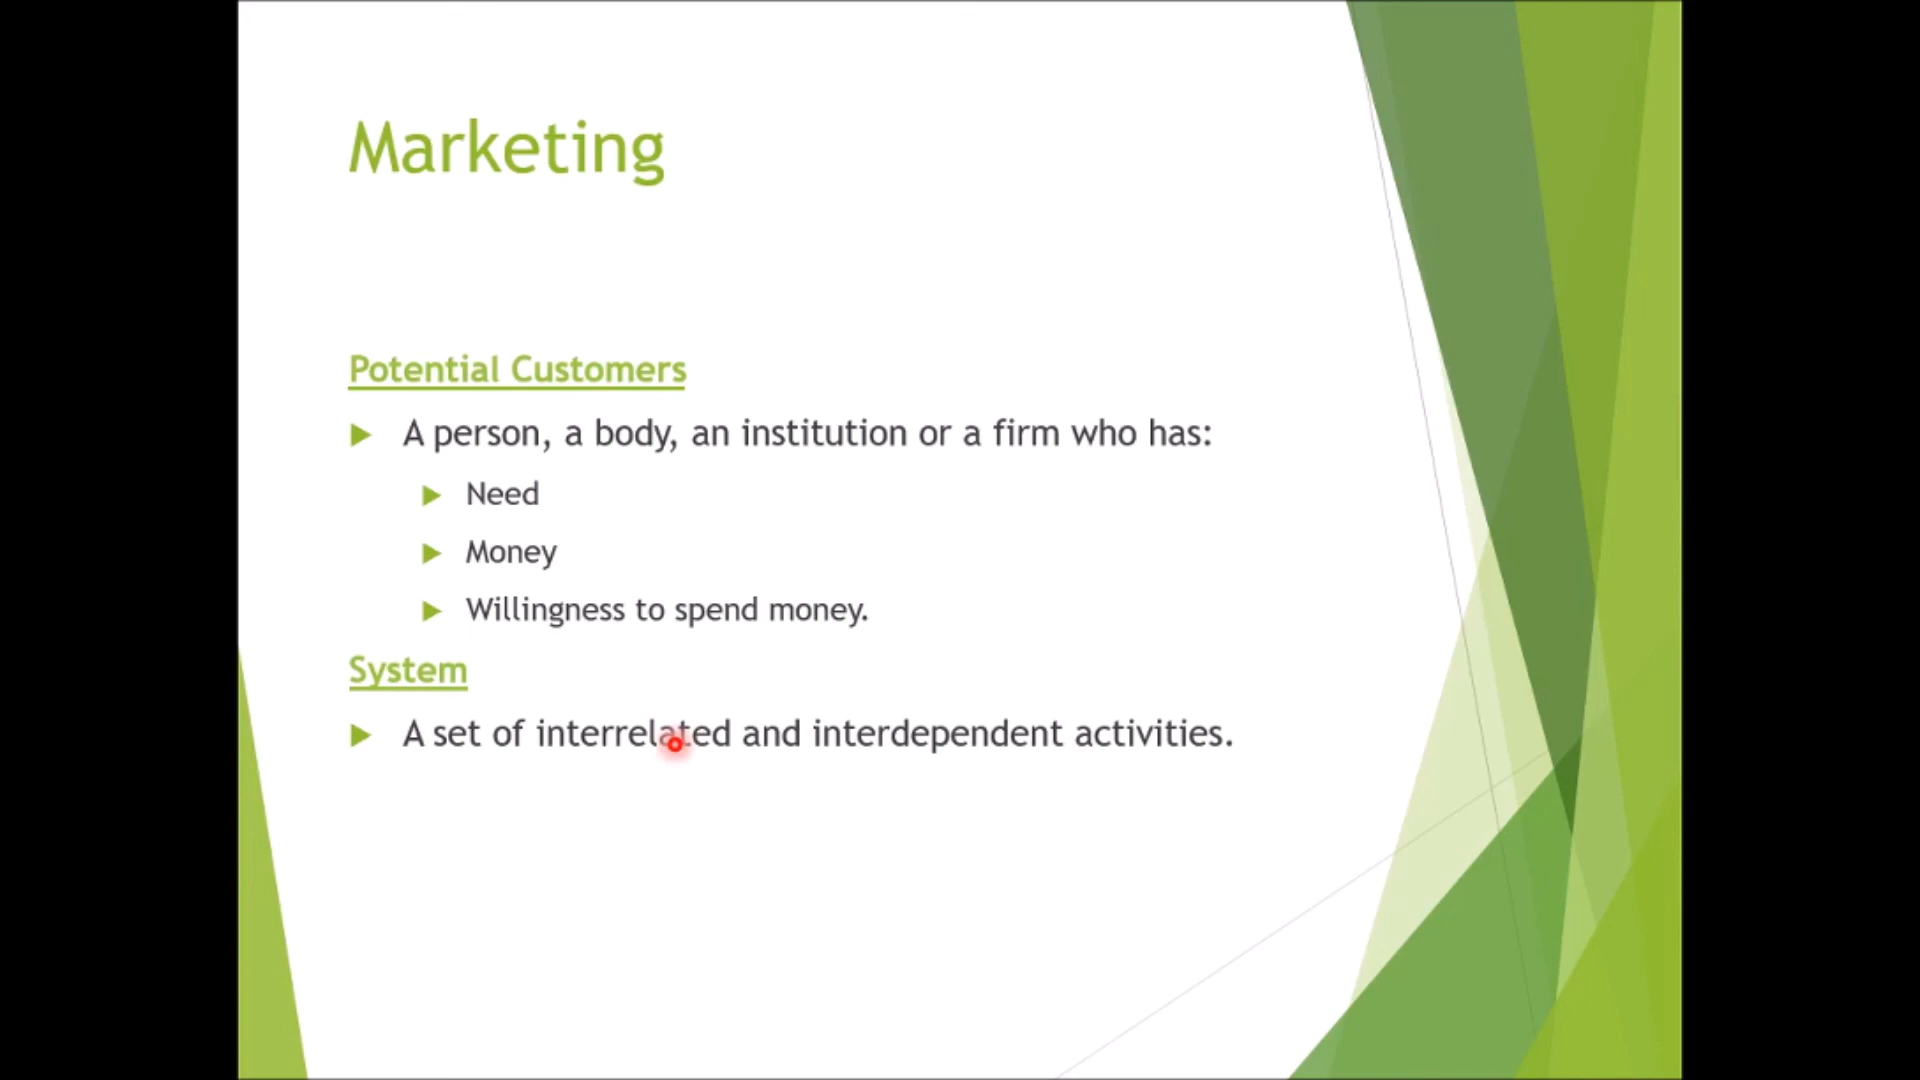 Marketing
Potential Customers
A person, a body, an institution or a firm who has:
Need
Money
Willingness to spend money.
System
A set of interrelated and interdependent activities.